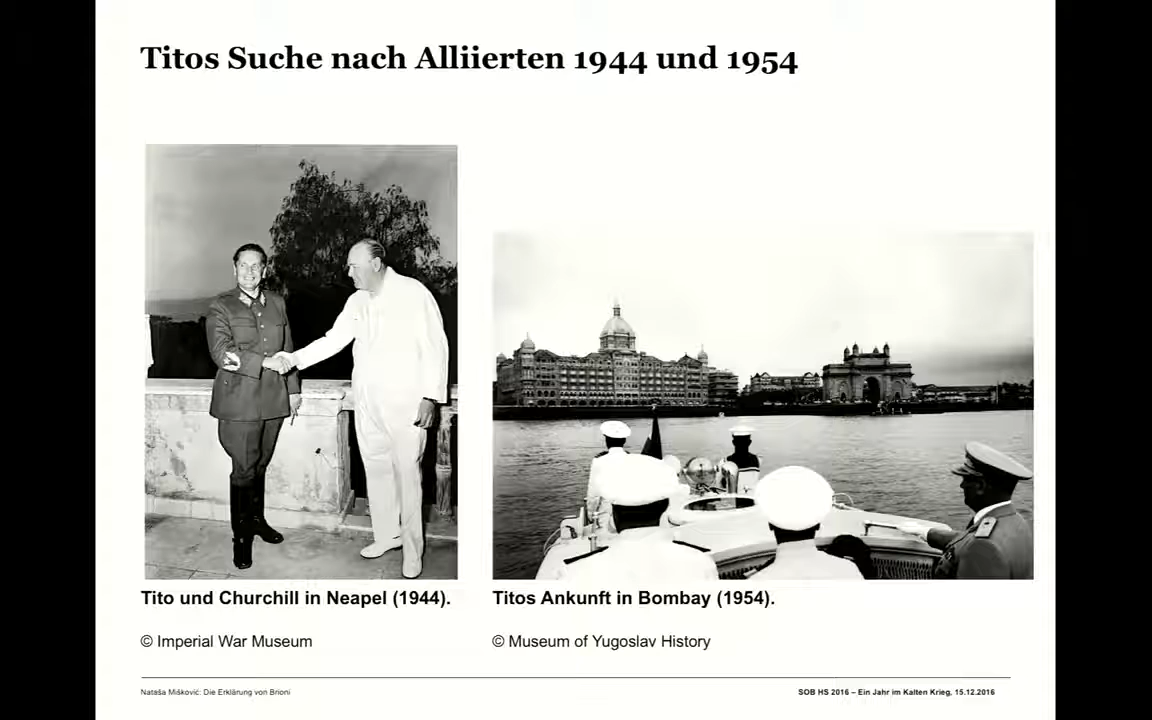 Titos Suche nach Alliierten 1944 und 1954
Tito und Churchill in Neapel (1944).
© Imperial War Museum
Titos Ankunft in Bombay (1954).
© Museum of Yugoslav History
Nataša Mišković: Die Erklärung von Brioni
SOB HS 2016 – Ein Jahr im Kalten Krieg, 15.12.2016